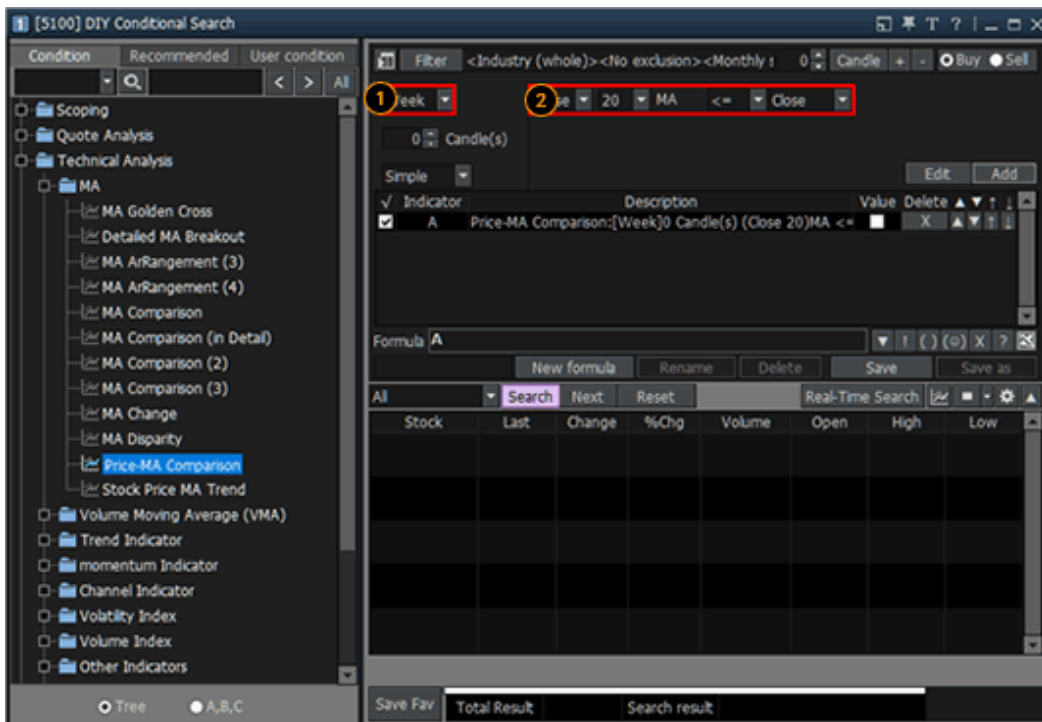 1 [5100] DIY Conditional Search T ?
Condition Recommended User condition
< > All
Scoping
Quote Analysis
Technical Analysis
MA
MA Golden Cross
Detailed MA Breakout
MA ArRangement (3)
MA ArRangement (4)
MA Comparison
MA Comparison (in Detail)
MA Comparison (2)
MA Comparison (3)
MA Change
MA Disparity
Price-MA Comparison
Stock Price MA Trend
Volume Moving Average (VMA)
Trend Indicator
momentum Indicator
Channel Indicator
Volatility Index
Volume Index
Other Indicators
Tree A,B,C
Filter <Industry (whole)><No exclusion><Monthly 0 Candle + - Buy Sell
1 eek 2 se 20 MA <= Close
0 Candle(s)
Simple Edit Add
√ Indicator Description Value Delete ▲ ▼ ↑ ↓
A Price-MA Comparison:[Week]0 Candle(s) (Close 20)MA <= X ▲ ▼ ↑ ↓
Formula A ▼ ! ( ) (⊙) X ?
New formula Rename Delete Save Save as
All Search Next Reset Real-Time Search
Stock Last Change %Chg Volume Open High Low
Save Fav Total Result Search result